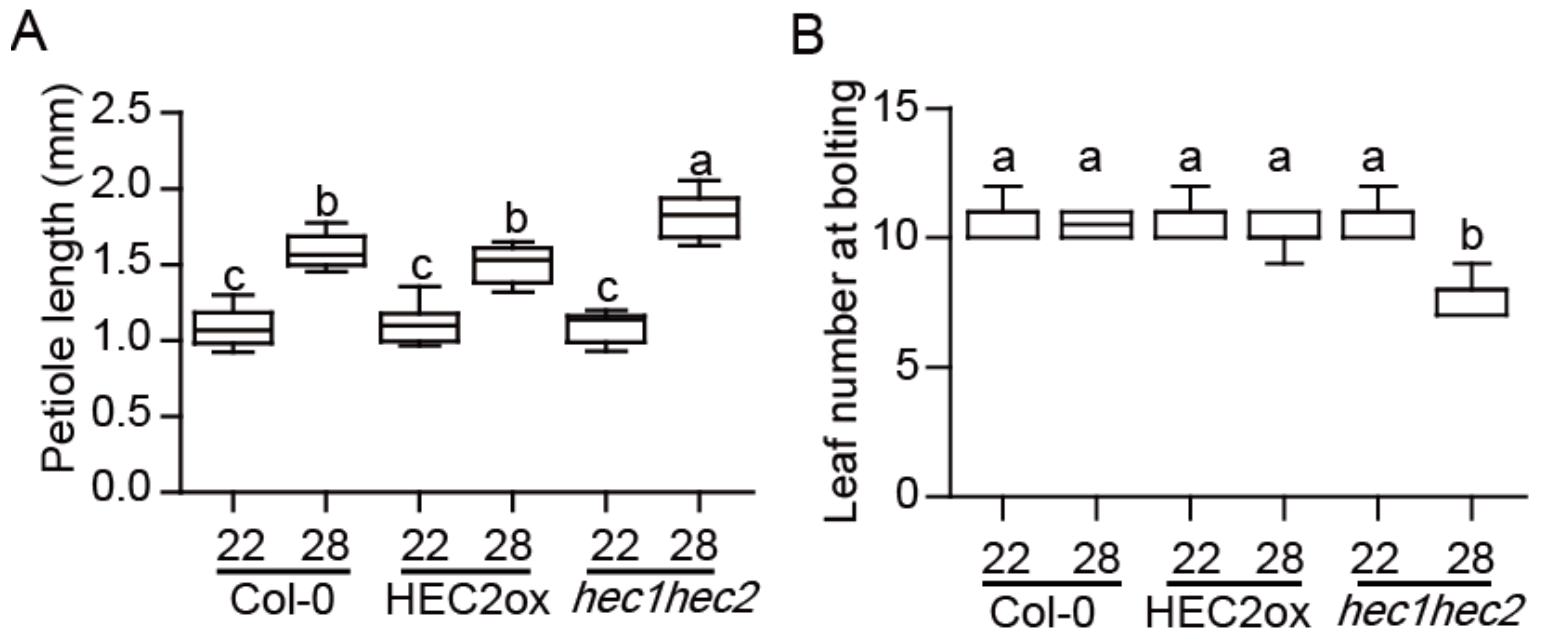 A
Petiole length (mm)
2.5
2.0
1.5
1.0
0.5
0.0
c
b
c
b
c
a
22 28 22 28 22 28
Col-0 HEC2ox hec1hec2
B
Leaf number at bolting
15
10
5
0
a a a a a b
22 28 22 28 22 28
Col-0 HEC2ox hec1hec2